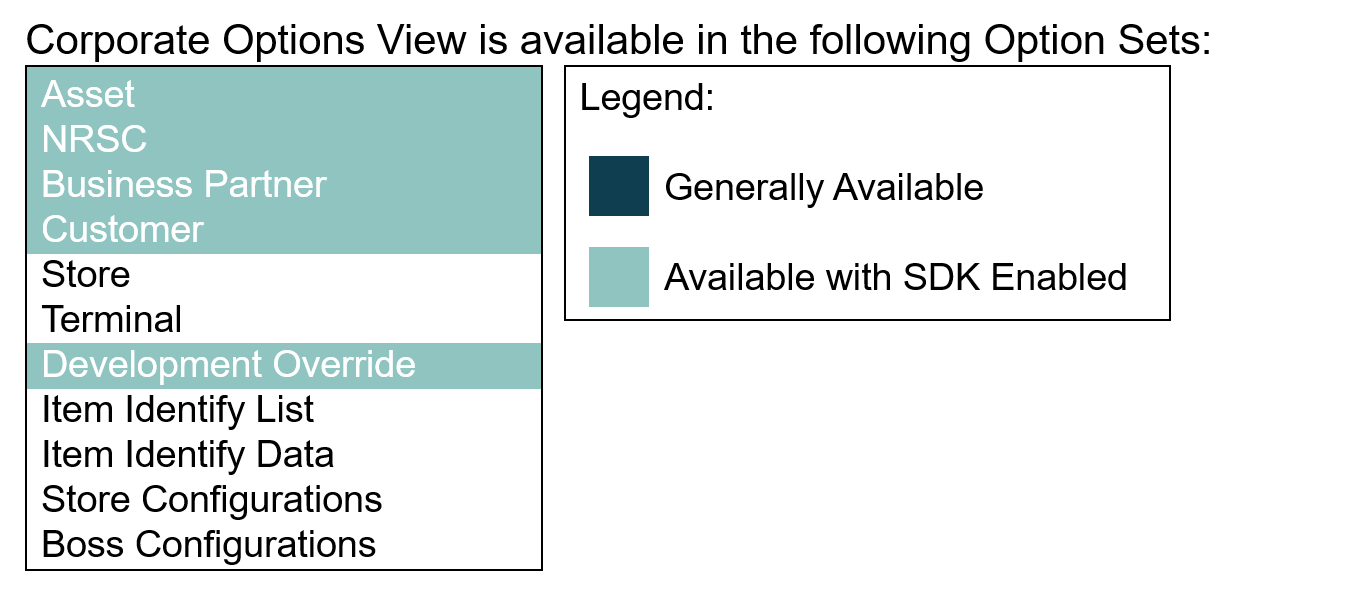 Corporate Options View is available in the following Option Sets:
Asset
NRSC
Business Partner
Customer
Store
Terminal
Development Override
Item Identify List
Item Identify Data
Store Configurations
Boss Configurations
Legend:
Generally Available
Available with SDK Enabled